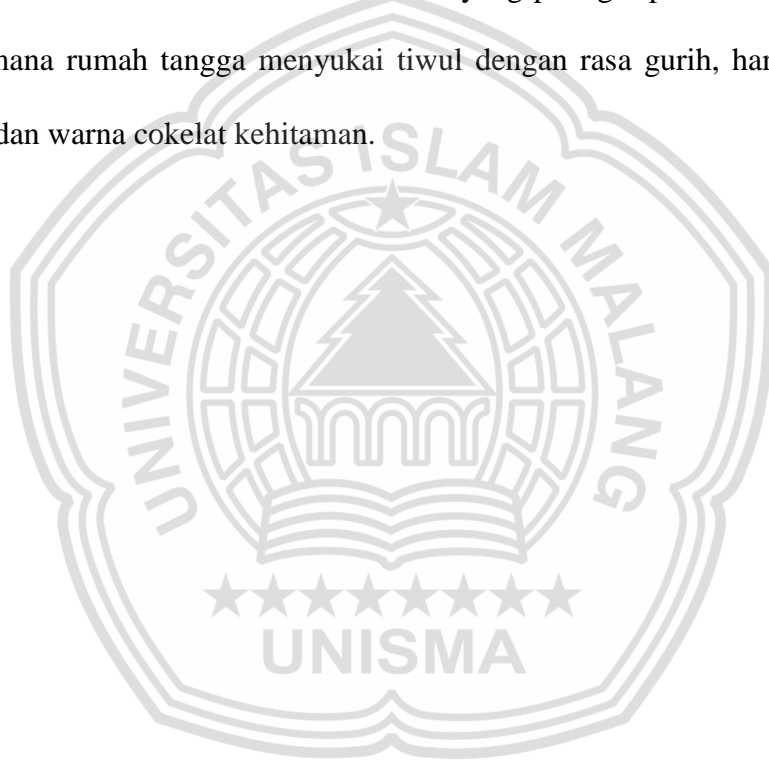 mana rumah tangga menyukai tiwul dengan rasa gurih, har
dan warna cokelat kehitaman.
UNIVERSITAS ISLAM MALANG
UNISMA